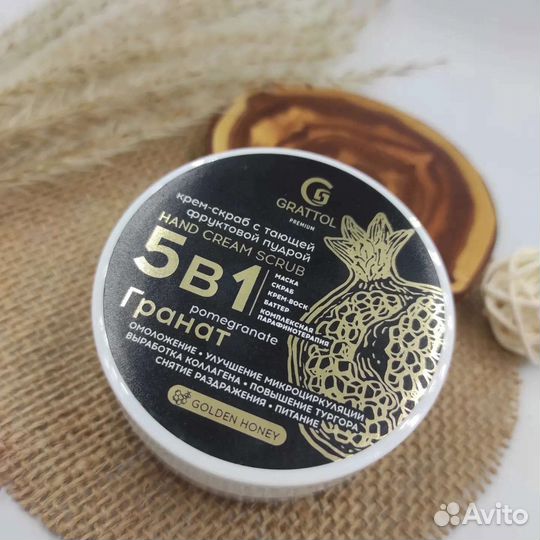 GRATTOL
PREMIUM
крем-скраб с тающей
фруктовой пудрой
HAND CREAM SCRUB
5в1
МАСКА
СКРАБ
КРЕМ-ВОСК
БАТТЕР
КОМПЛЕКСНАЯ
ПАРАФИНОТЕРАПИЯ
pomegranate
Гранат
ОМОЛОЖЕНИЕ • УЛУЧШЕНИЕ МИКРОЦИРКУЛЯЦИИ
ВЫРАБОТКА КОЛЛАГЕНА • ПОВЫШЕНИЕ ТУРГОРА
СНЯТИЕ РАЗДРАЖЕНИЯ • ПИТАНИЕ
GOLDEN HONEY
Avito